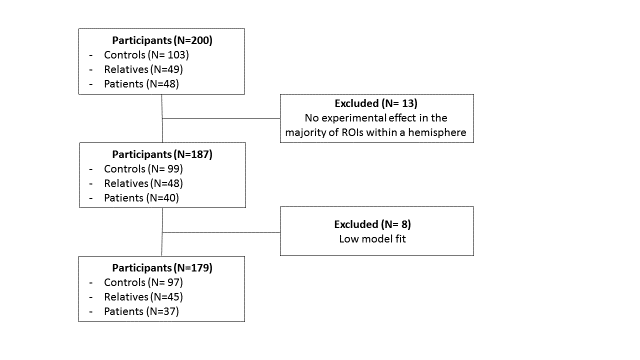 Participants (N=200)
- Controls (N= 103)
- Relatives (N=49)
- Patients (N=48)
Excluded (N= 13)
No experimental effect in the
majority of ROIs within a hemisphere
Participants (N=187)
- Controls (N= 99)
- Relatives (N=48)
- Patients (N=40)
Excluded (N= 8)
Low model fit
Participants (N=179)
- Controls (N= 97)
- Relatives (N=45)
- Patients (N=37)